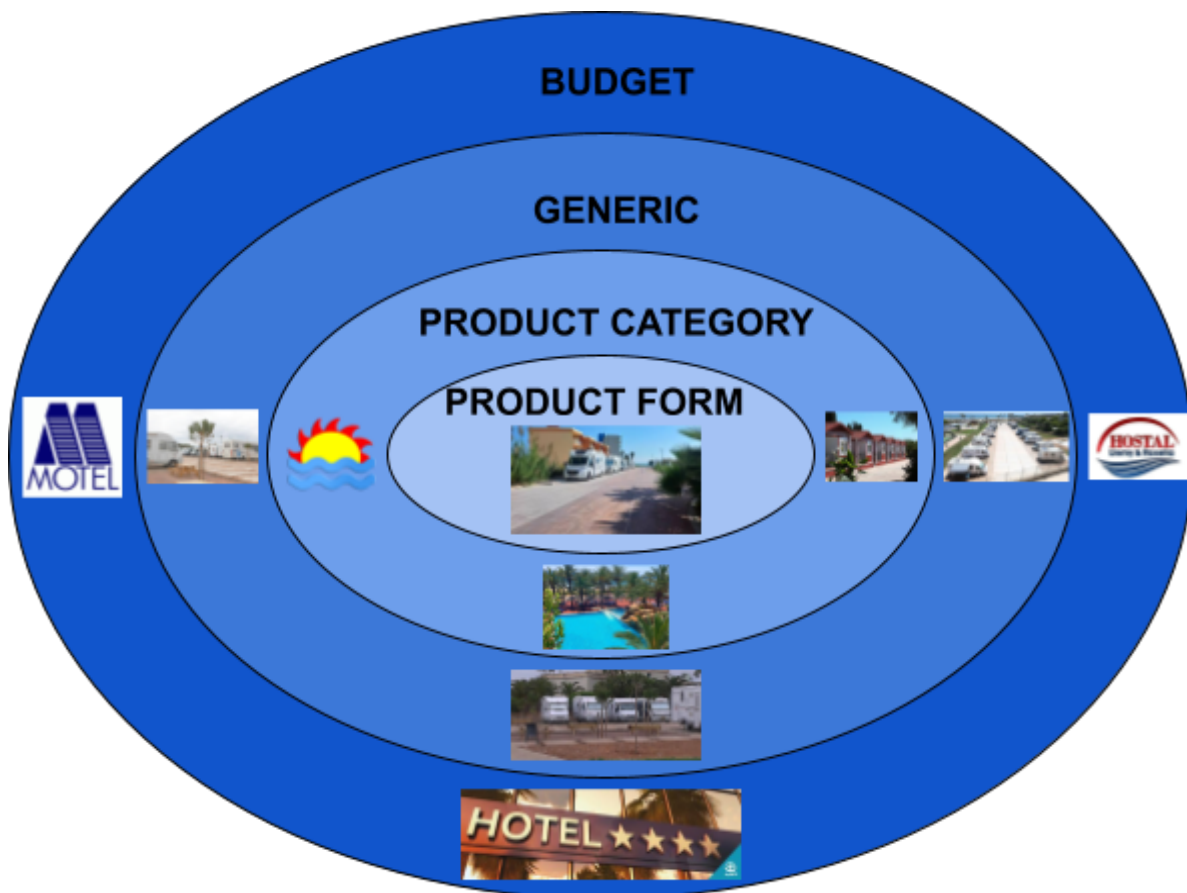 BUDGET
GENERIC
PRODUCT CATEGORY
PRODUCT FORM
MOTEL
HOSTAL
HOTEL